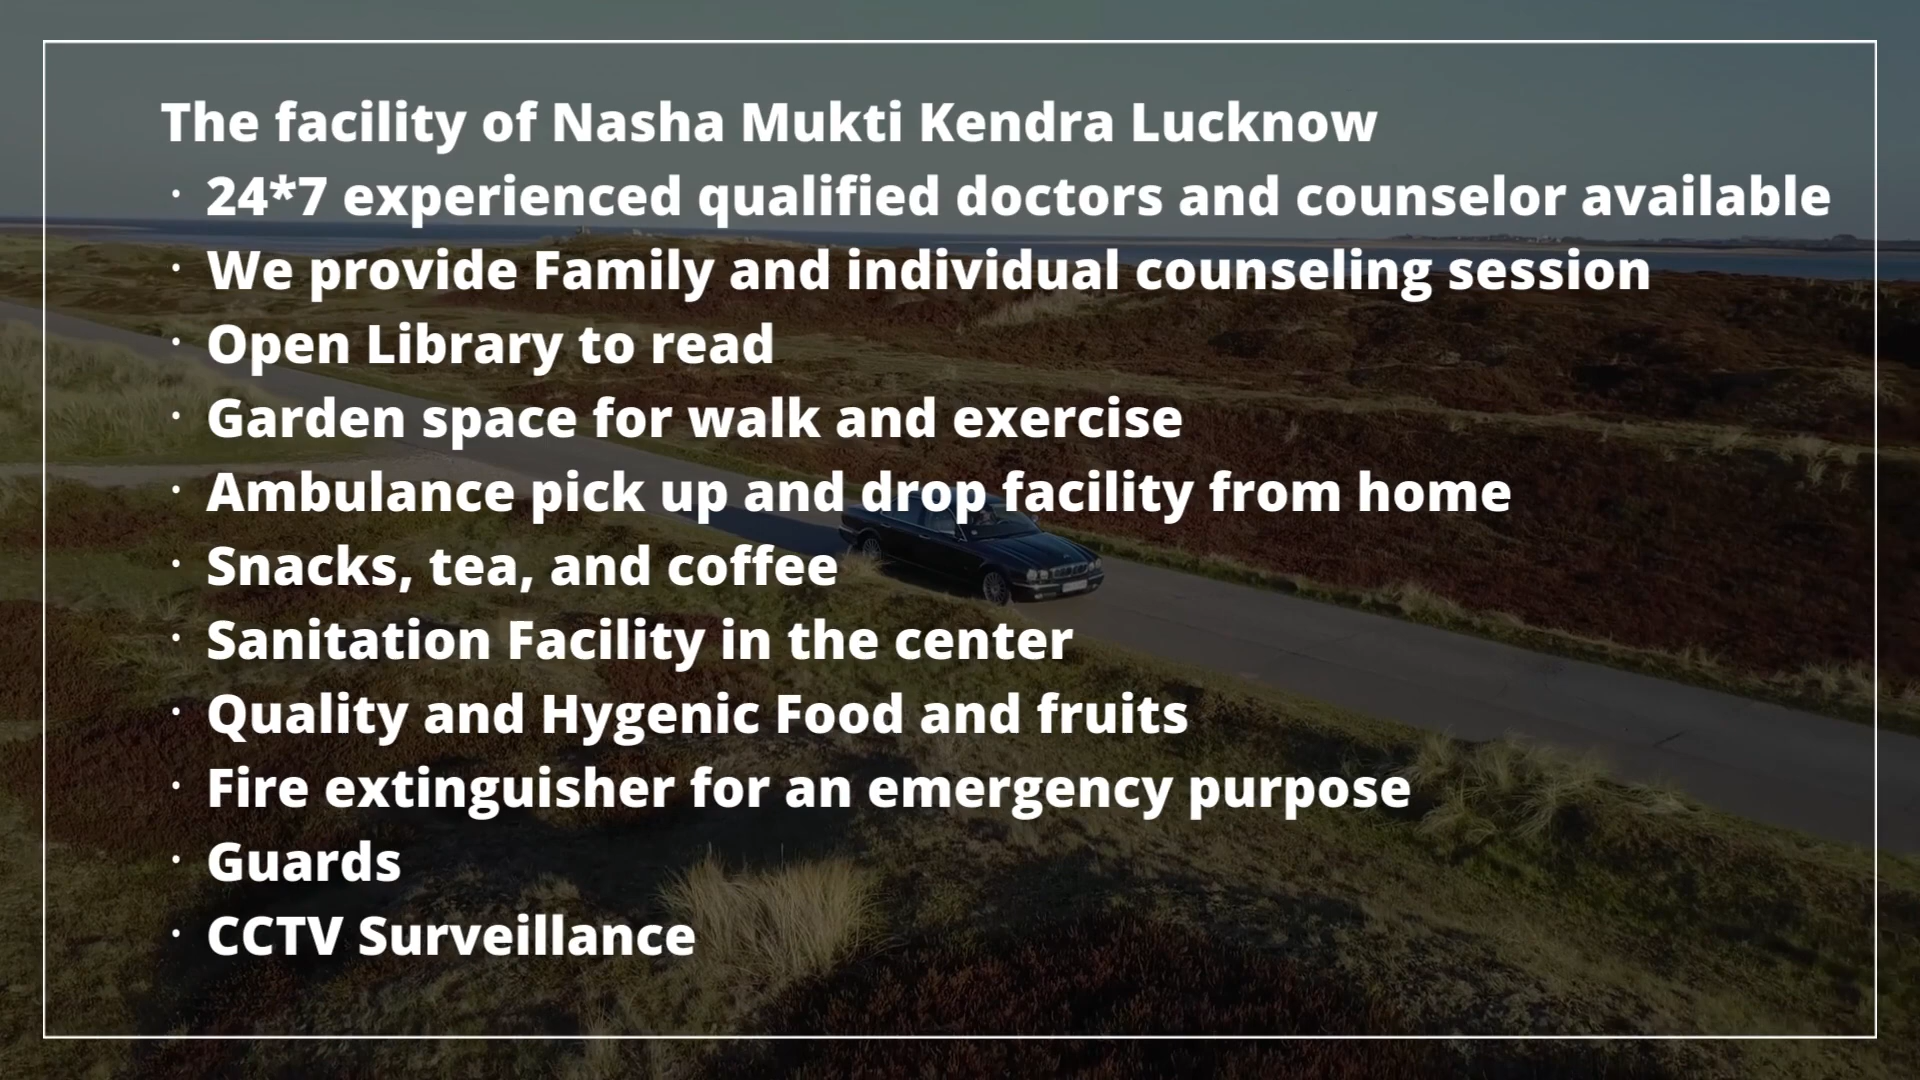 The facility of Nasha Mukti Kendra Lucknow
· 24*7 experienced qualified doctors and counselor available
· We provide Family and individual counseling session
· Open Library to read
· Garden space for walk and exercise
· Ambulance pick up and drop facility from home
· Snacks, tea, and coffee
· Sanitation Facility in the center
· Quality and Hygenic Food and fruits
· Fire extinguisher for an emergency purpose
· Guards
· CCTV Surveillance